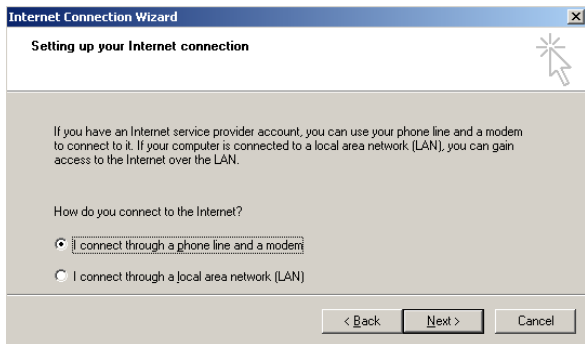 Internet Connection Wizard
Setting up your Internet connection
If you have an Internet service provider account, you can use your phone line and a modem
to connect to it. If your computer is connected to a local area network (LAN), you can gain
access to the Internet over the LAN.
How do you connect to the Internet?
I connect through a phone line and a modem
I connect through a local area network (LAN)
< Back Next > Cancel